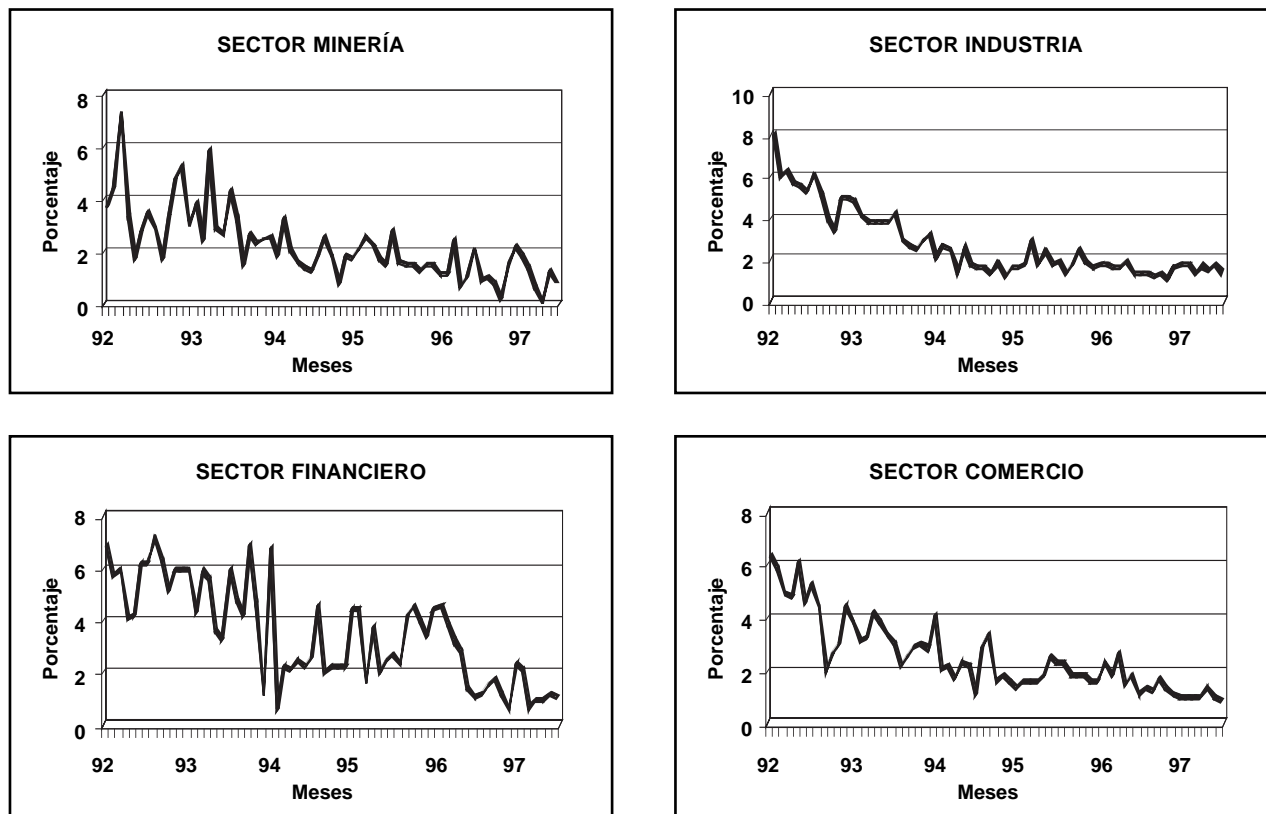 SECTOR MINERÍA
Porcentaje
8
6
4
2
0
92 93 94 95 96 97
Meses
SECTOR INDUSTRIA
Porcentaje
10
8
6
4
2
0
92 93 94 95 96 97
Meses
SECTOR FINANCIERO
Porcentaje
8
6
4
2
0
92 93 94 95 96 97
Meses
SECTOR COMERCIO
Porcentaje
8
6
4
2
0
92 93 94 95 96 97
Meses